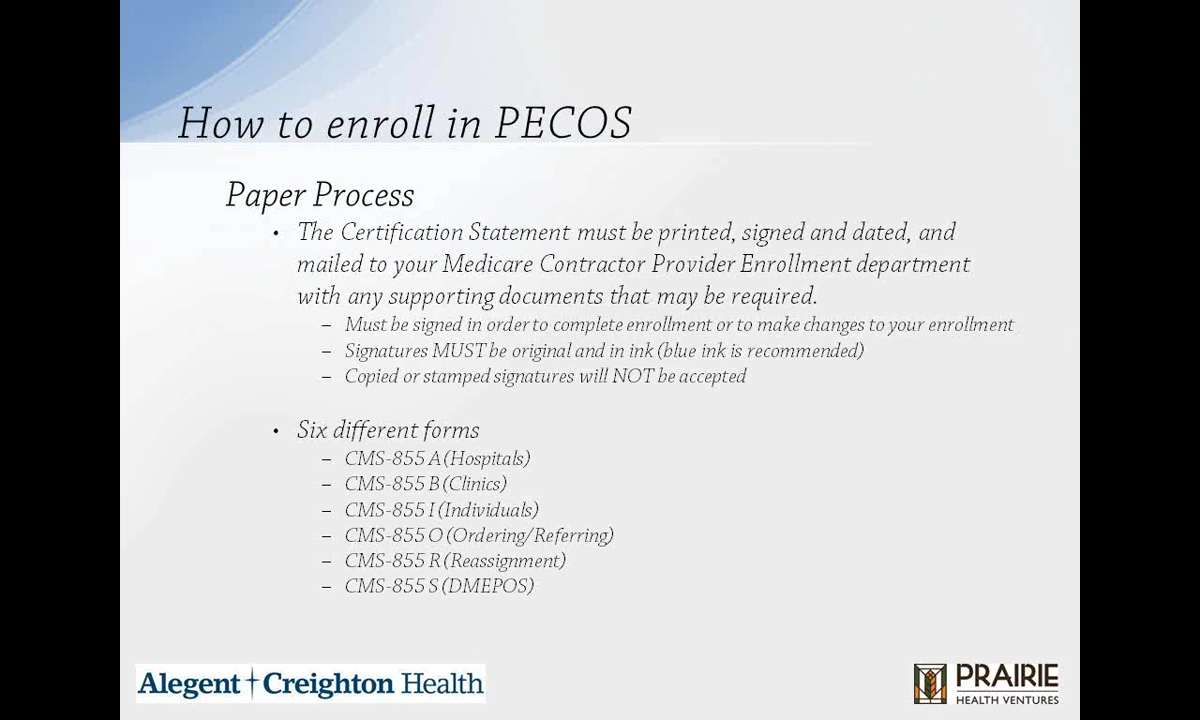 How to enroll in PECOS
Paper Process
• The Certification Statement must be printed, signed and dated, and
mailed to your Medicare Contractor Provider Enrollment department
with any supporting documents that may be required.
– Must be signed in order to complete enrollment or to make changes to your enrollment
– Signatures MUST be original and in ink (blue ink is recommended)
– Copied or stamped signatures will NOT be accepted
• Six different forms
– CMS-855 A (Hospitals)
– CMS-855 B (Clinics)
– CMS-855 I (Individuals)
– CMS-855 O (Ordering/Referring)
– CMS-855 R (Reassignment)
– CMS-855 S (DMEPOS)
Alegent Creighton Health
PRAIRIE
HEALTH VENTURES